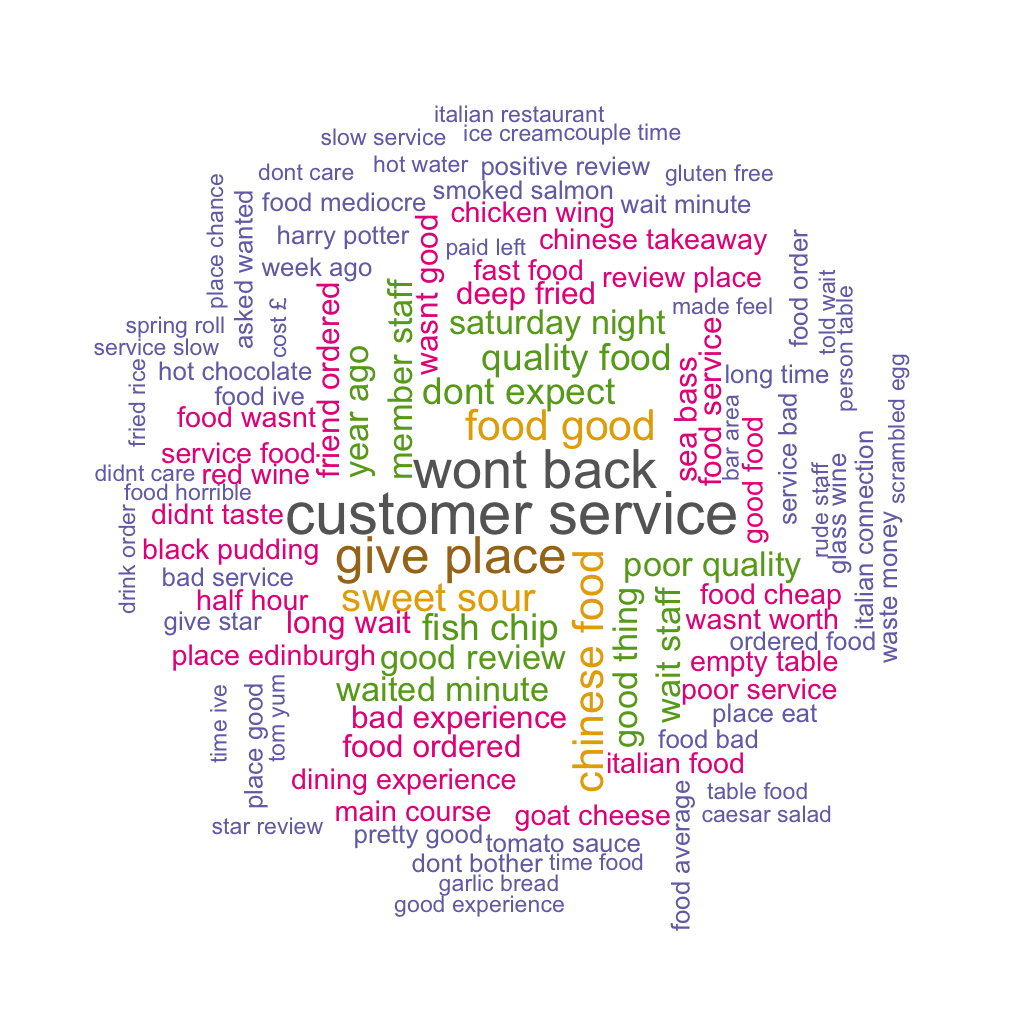 italian restaurant
slow service
ice cream
couple time
dont care
hot water
positive review
gluten free
place chance
asked wanted
food mediocre
smoked salmon
wait minute
chicken wing
harry potter
wasnt good
paid left
chinese takeaway
food order
week ago
fast food
review place
told wait
member staff
friend ordered
deep fried
made feel
person table
cost £
spring roll
saturday night
sea bass
food service
service slow
year ago
quality food
hot chocolate
long time
fried rice
food ive
dont expect
bar area
service bad
scrambled egg
food wasnt
food good
good food
service food
wont back
rude staff
glass wine
italian connection
didnt care
red wine
food horrible
didnt taste
customer service
drink order
waste money
black pudding
give place
chinese food
poor quality
bad service
half hour
sweet sour
good thing
wait staff
food cheap
give star
long wait
fish chip
wasnt worth
ordered food
place edinburgh
good review
empty table
time ive
place good
tom yum
waited minute
poor service
bad experience
place eat
food ordered
food bad
italian food
dining experience
food average
table food
main course
goat cheese
caesar salad
star review
pretty good
tomato sauce
dont bother
time food
garlic bread
good experience